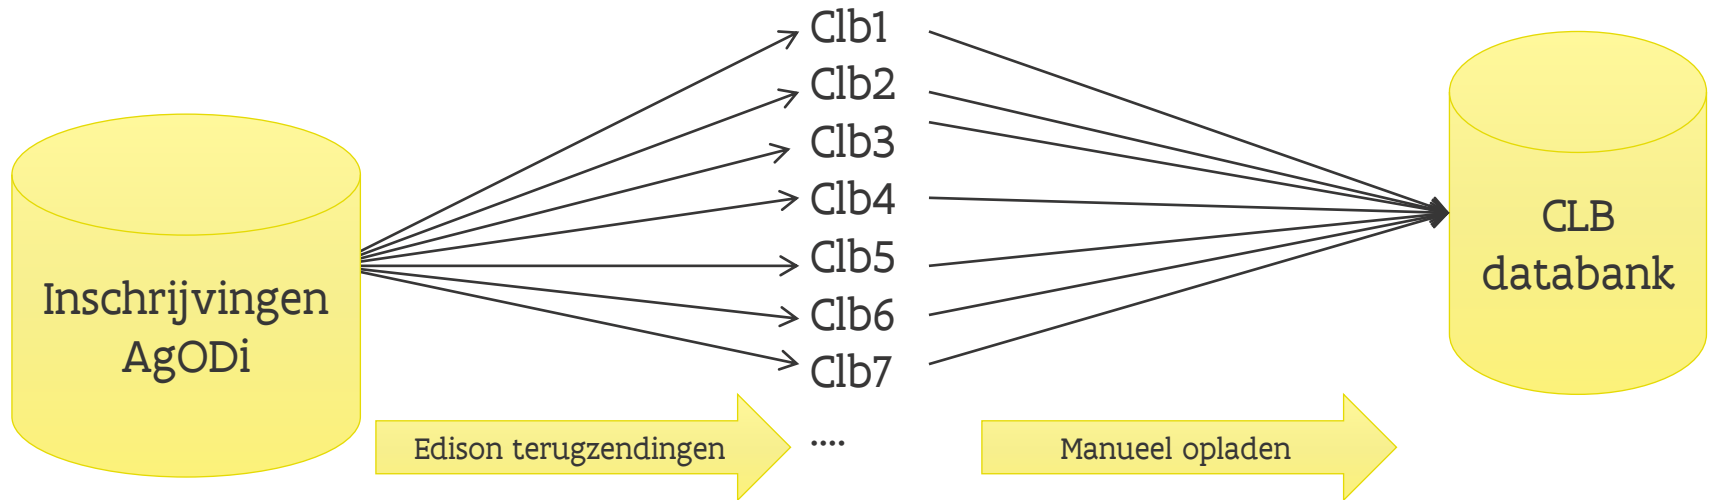 Inschrijvingen
AgODi
Edison terugzendingen
Clb1
Clb2
Clb3
Clb4
Clb5
Clb6
Clb7
....
Manueel opladen
CLB
databank